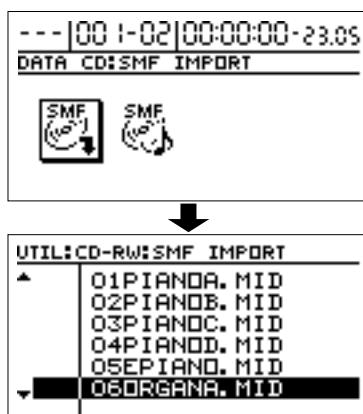 ---|001-02|00:00:00-23.05
DATA CD:SMF IMPORT
SMF SMF
UTIL:CD-RW:SMF IMPORT
01PIANOA.MID
02PIANOB.MID
03PIANOC.MID
04PIANOD.MID
05EPIANO.MID
06ORGANA.MID